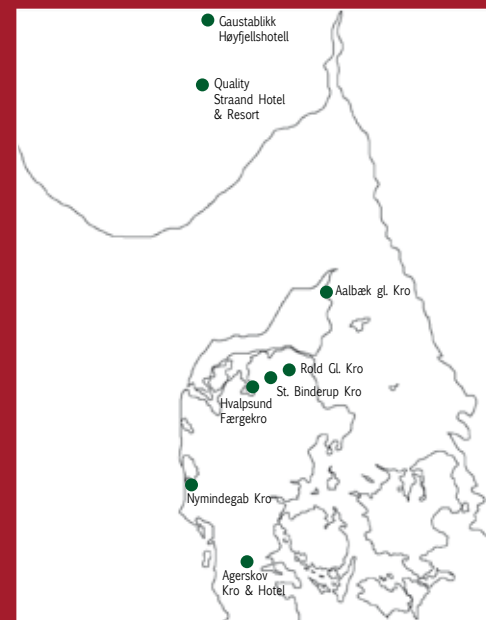 Gaustablikk
Høyfjellshotell
Quality
Straand Hotel
& Resort
Aalbæk gl. Kro
Rold Gl. Kro
St. Binderup Kro
Hvalpsund
Færgekro
Nymindegab Kro
Agerskov
Kro & Hotel